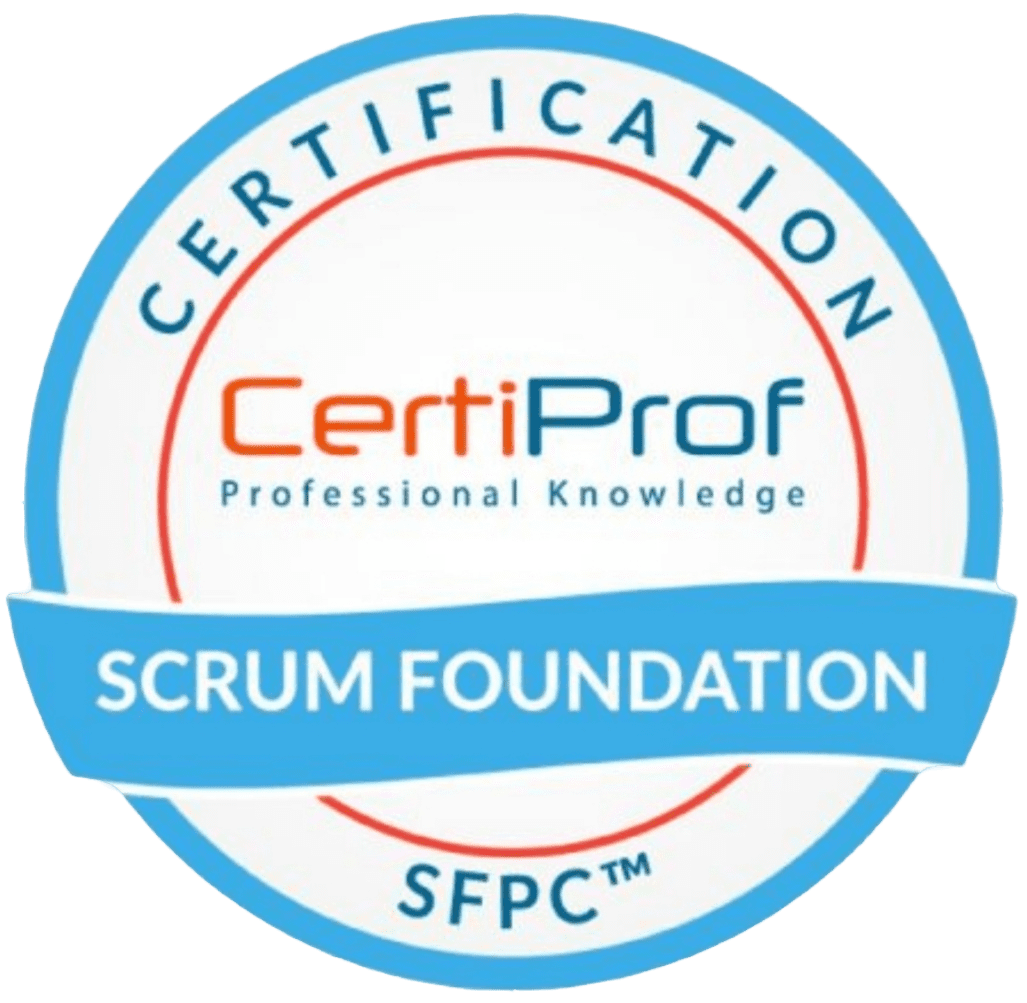 CERTIFICATION
CertiProf
Professional Knowledge
SCRUM FOUNDATION
SFPC™